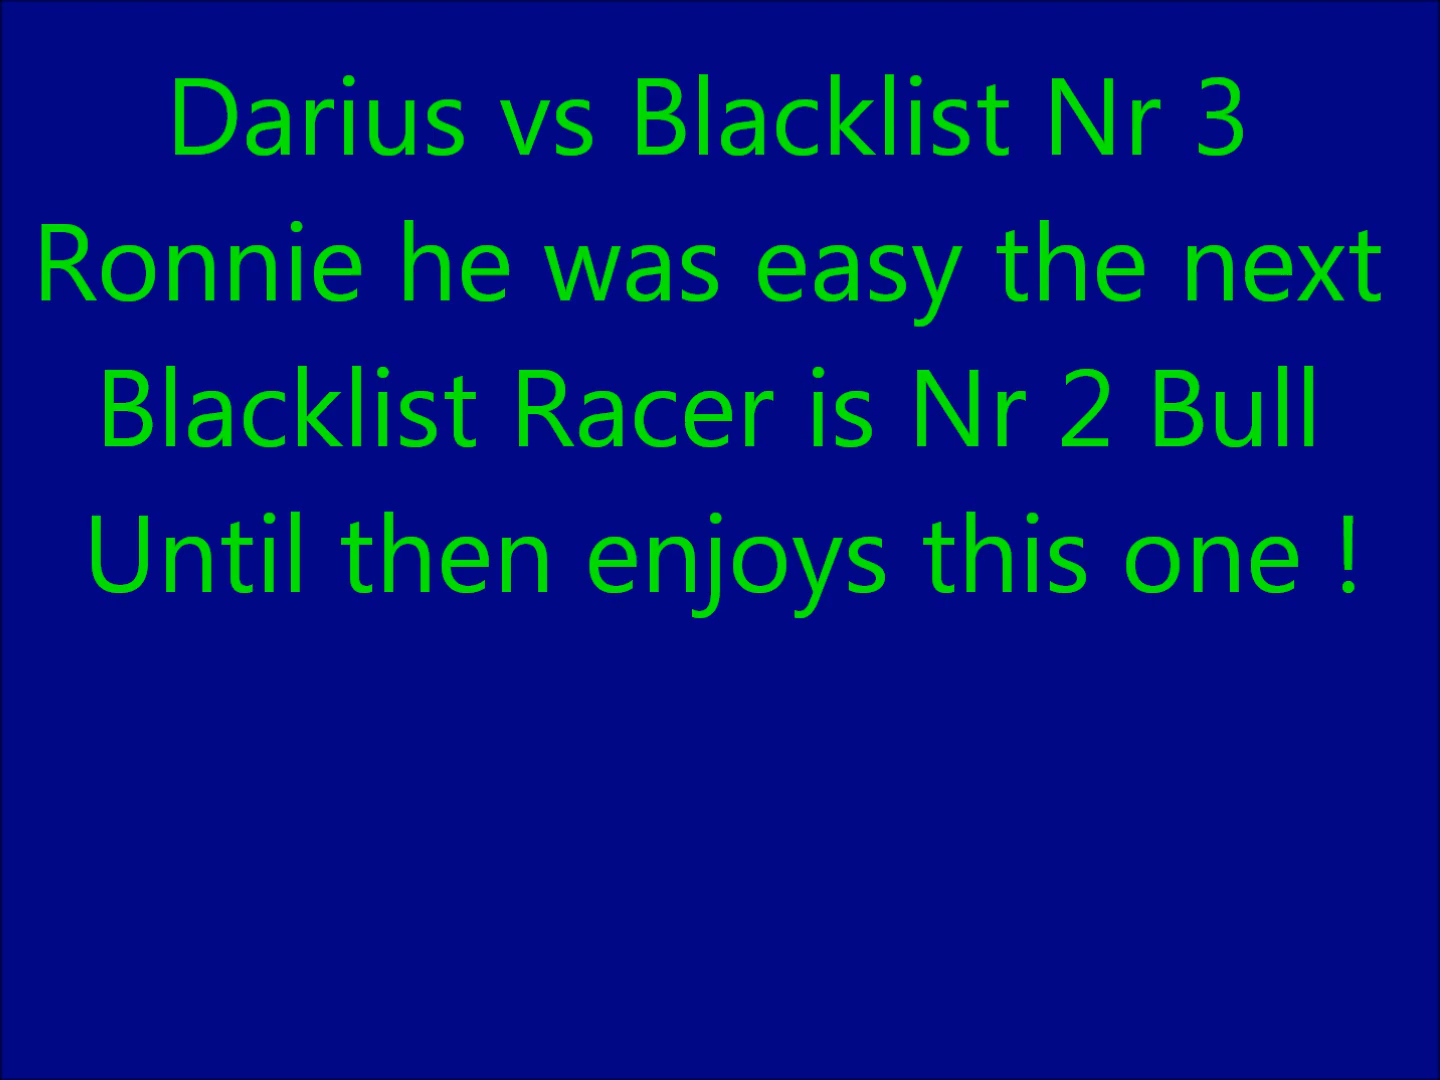 Darius vs Blacklist Nr 3
Ronnie he was easy the next
Blacklist Racer is Nr 2 Bull
Until then enjoys this one !